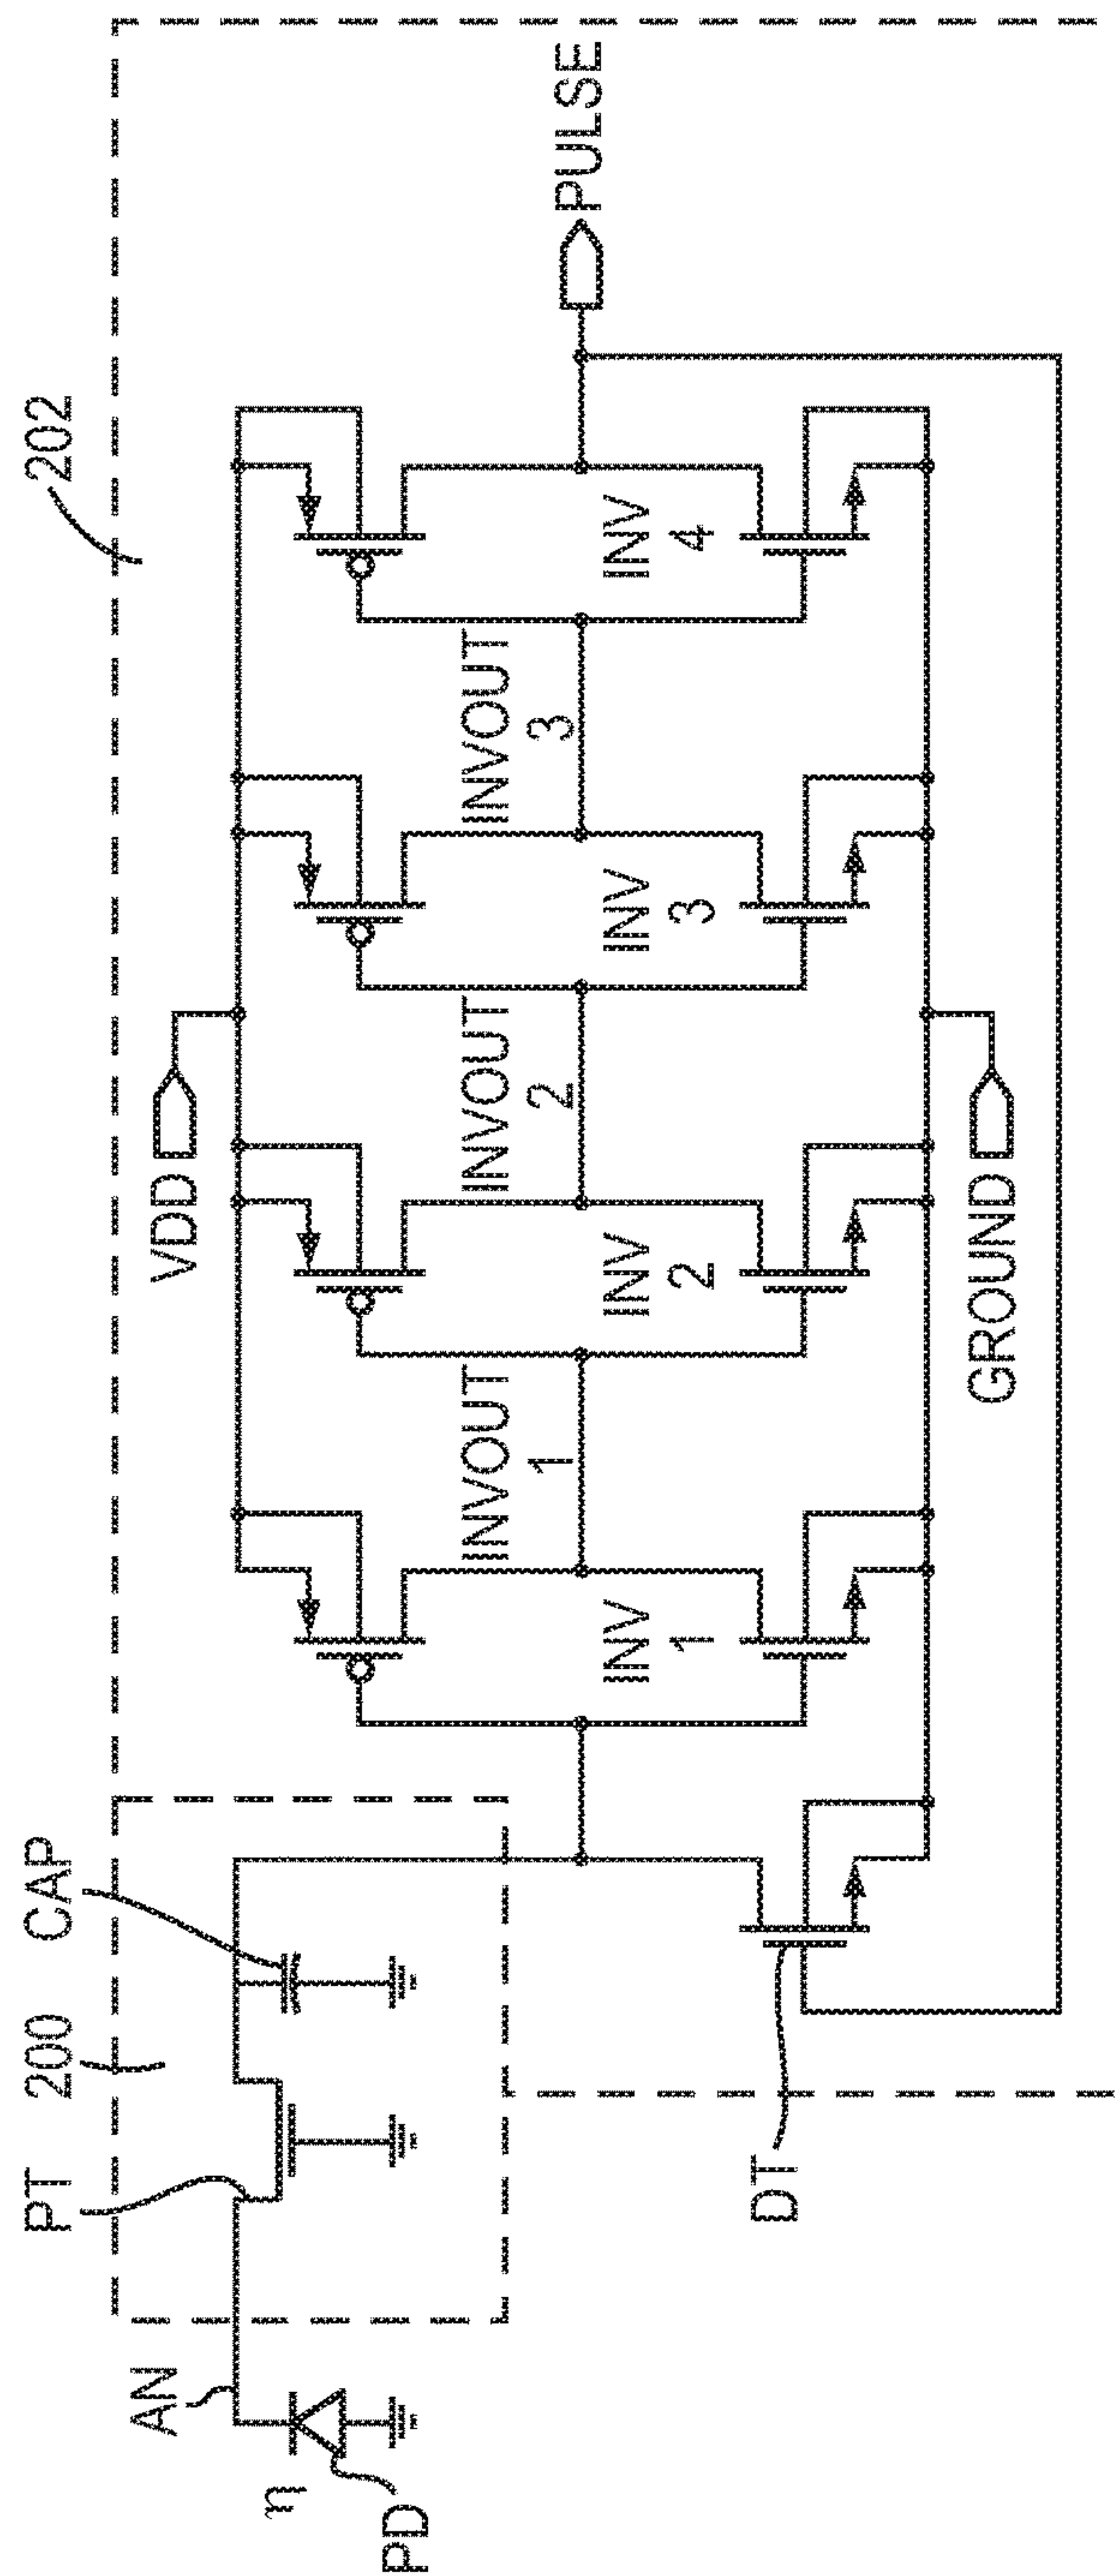 202
PT
200
CAP
AN
η
PD
VDD
INVOUT
1
INVOUT
2
INVOUT
3
INV
1
INV
2
INV
3
INV
4
PULSE
DT
GROUND